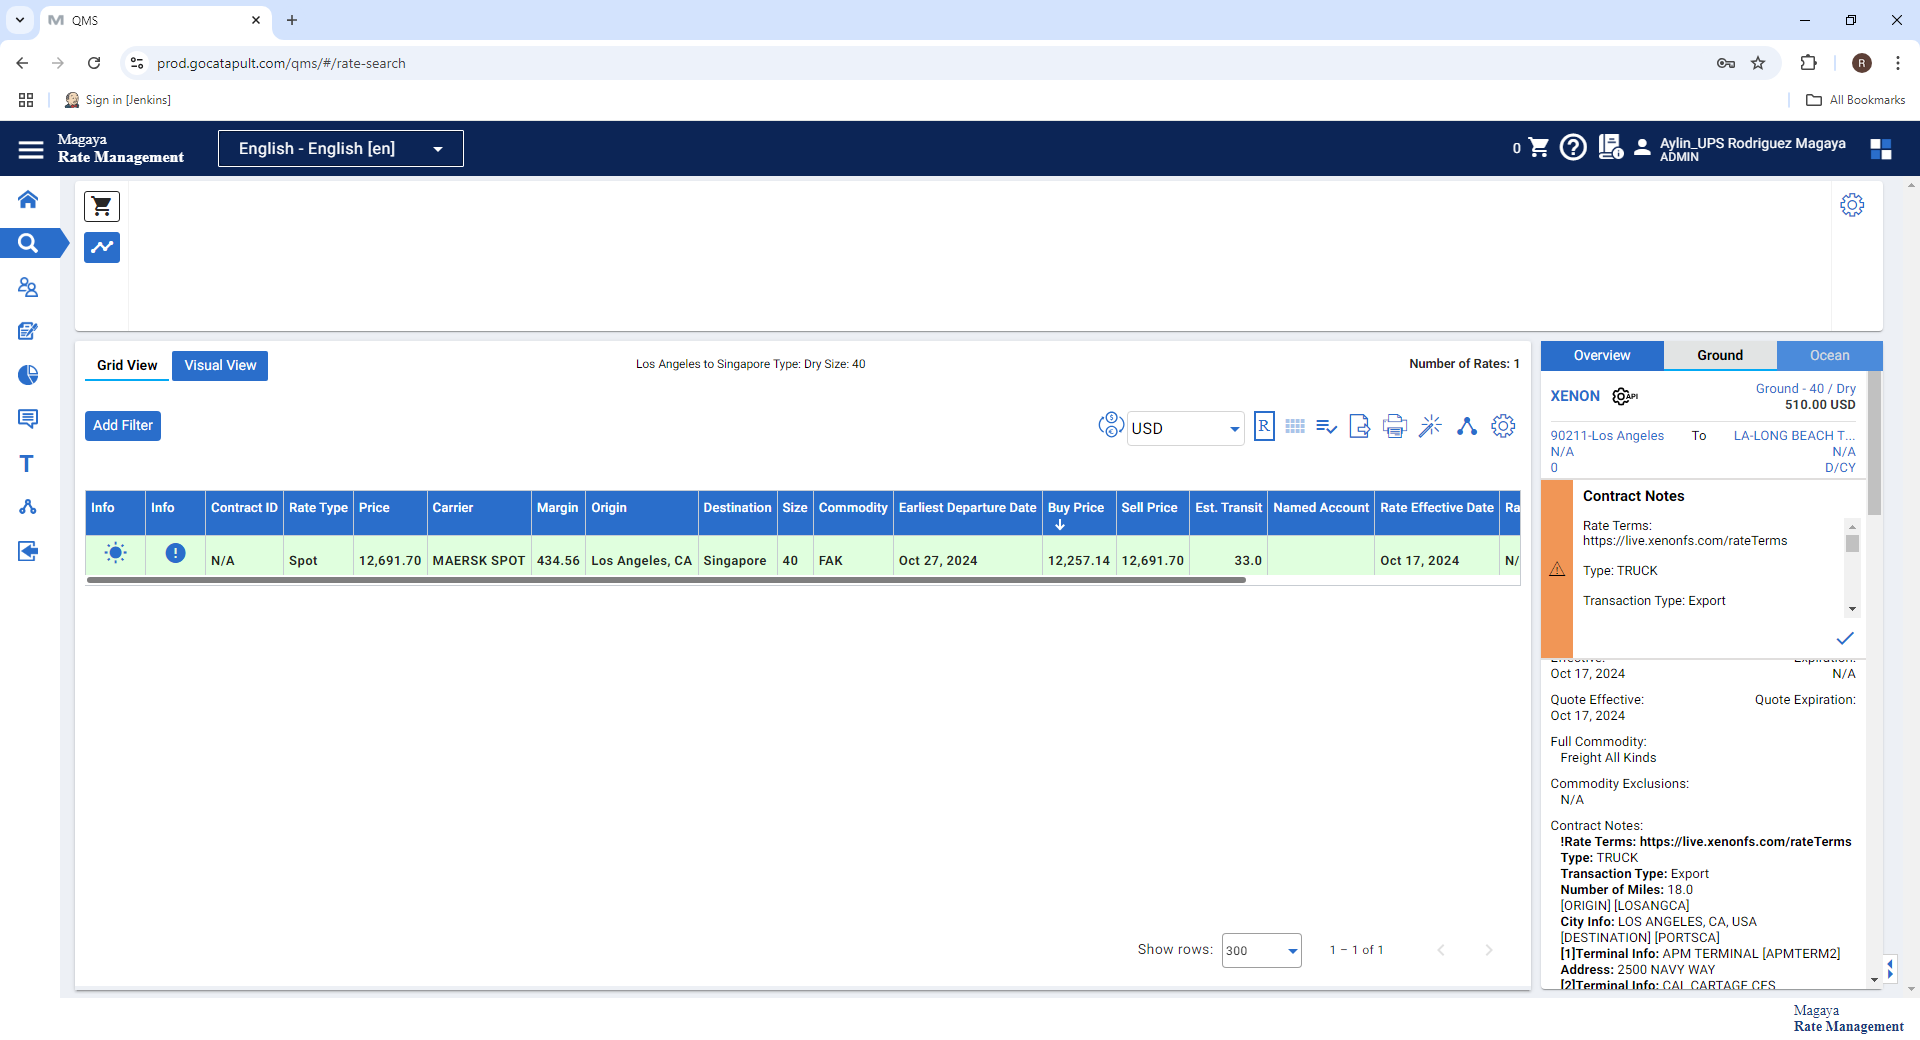 QMS
prod.gocatapult.com/qms/#/rate-search
R
Sign in [Jenkins]
All Bookmarks
Magaya
Rate Management
English - English [en]
0
Aylin_UPS Rodriguez Magaya
ADMIN
Grid View
Visual View
Los Angeles to Singapore Type: Dry Size: 40
Number of Rates: 1
Add Filter
USD
R
Info Info Contract ID Rate Type Price Carrier Margin Origin Destination Size Commodity Earliest Departure Date Buy Price Sell Price Est. Transit Named Account Rate Effective Date Ra
N/A Spot 12,691.70 MAERSK SPOT 434.56 Los Angeles, CA Singapore 40 FAK Oct 27, 2024 12,257.14 12,691.70 33.0 Oct 17, 2024 N/
Show rows: 300 1 – 1 of 1
Overview Ground Ocean
XENON API Ground - 40 / Dry
510.00 USD
90211-Los Angeles To LA-LONG BEACH T...
N/A N/A
0 D/CY
Contract Notes
Rate Terms:
https://live.xenonfs.com/rateTerms
Type: TRUCK
Transaction Type: Export
Effective: Expiration:
Oct 17, 2024 N/A
Quote Effective: Quote Expiration:
Oct 17, 2024
Full Commodity:
Freight All Kinds
Commodity Exclusions:
N/A
Contract Notes:
!Rate Terms: https://live.xenonfs.com/rateTerms
Type: TRUCK
Transaction Type: Export
Number of Miles: 18.0
[ORIGIN] [LOSANGCA]
City Info: LOS ANGELES, CA, USA
[DESTINATION] [PORTSCA]
[1]Terminal Info: APM TERMINAL [APMTERM2]
Address: 2500 NAVY WAY
[2]Terminal Info: CAL CARTAGE CFS
Magaya
Rate Management